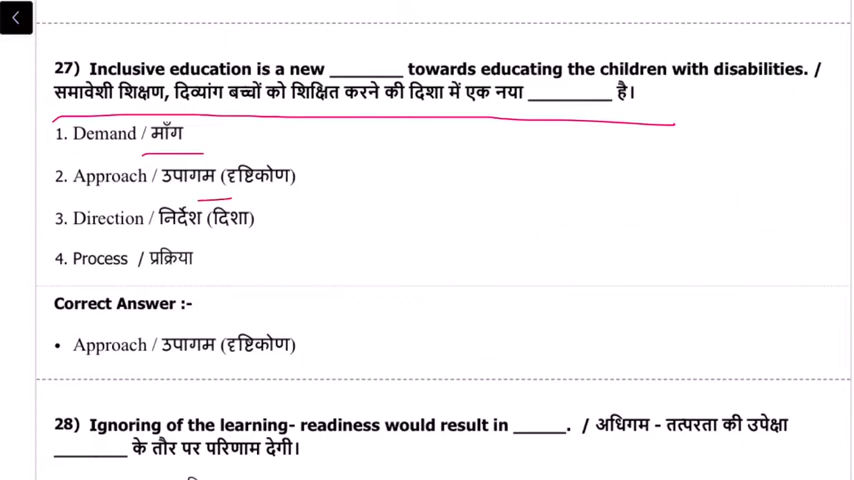 27) Inclusive education is a new ________ towards educating the children with disabilities. /
समावेशी शिक्षण, दिव्यांग बच्चों को शिक्षित करने की दिशा में एक नया _________ है।
1. Demand / माँग
2. Approach / उपागम (दृष्टिकोण)
3. Direction / निर्देश (दिशा)
4. Process / प्रक्रिया
Correct Answer :-
• Approach / उपागम (दृष्टिकोण)
28) Ignoring of the learning- readiness would result in ______. / अधिगम - तत्परता की उपेक्षा
________ के तौर पर परिणाम देगी।